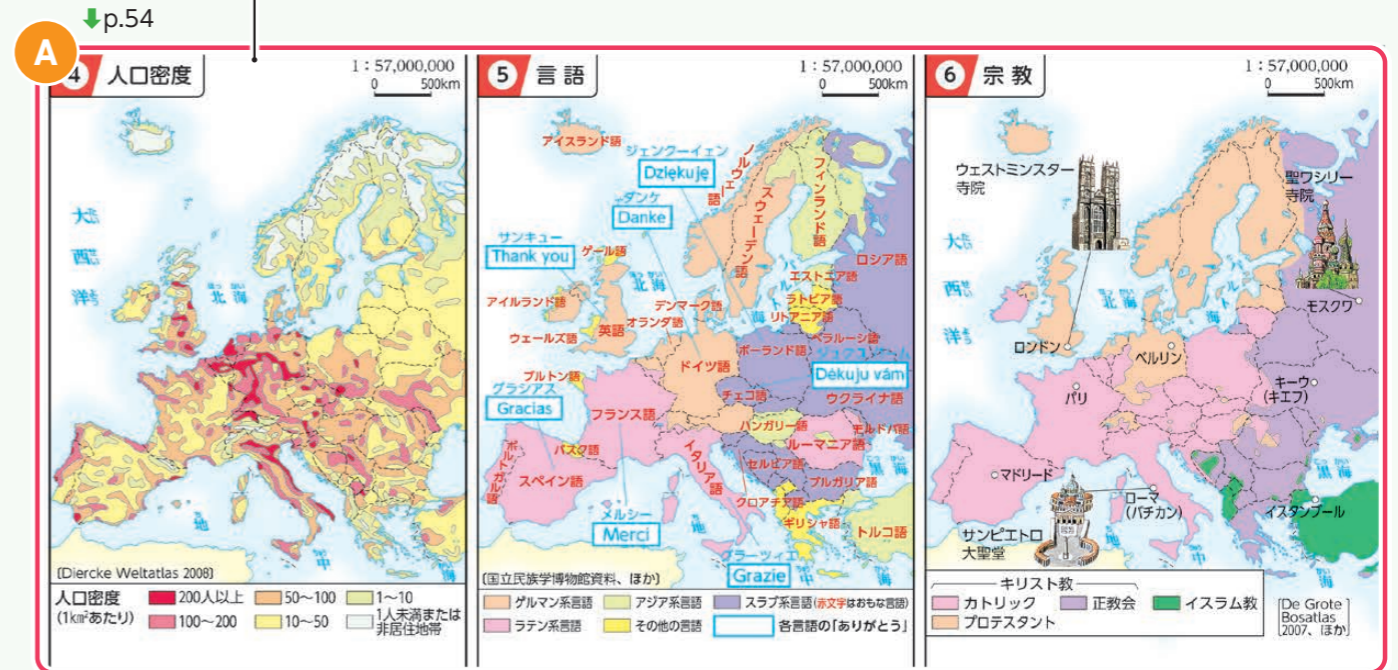 ⬇p.54
A
4 人口密度
1：57,000,000
0 500km
大
西
洋
北海
地
中
海
[Diercke Weltatlas 2008]
人口密度
(1km²あたり)
200人以上
100～200
50～100
10～50
1～10
1人未満または
非居住地帯
5 言語
1：57,000,000
0 500km
アイスランド語
ジェンクーイェン
Dziękuję
ノルウェー語
スウェーデン語
フィンランド語
ダンケ
Danke
サンキュー
Thank you
ゲール語
北海
バルト海
ロシア語
エストニア語
ラトビア語
リトアニア語
アイルランド語
デンマーク語
オランダ語
英語
ウェールズ語
ベラルーシ語
ポーランド語
ドイツ語
Děkuju vám
ブルトン語
グラシアス
Gracias
チェコ語
ウクライナ語
フランス語
ハンガリー語
モルドバ語
ルーマニア語
バスク語
ポルトガル語
スペイン語
イタリア語
セルビア語
黒海
ブルガリア語
クロアチア語
メルシー
Merci
ギリシャ語
トルコ語
地
中
海
グラーツィエ
Grazie
[国立民族学博物館資料、ほか]
ゲルマン系言語
アジア系言語
スラブ系言語
(赤文字はおもな言語)
ラテン系言語
その他の言語
各言語の「ありがとう」
6 宗教
1：57,000,000
0 500km
ウェストミンスター
寺院
聖ワシリー
寺院
大
西
洋
北海
バルト海
モスクワ
ロンドン
ベルリン
パリ
キーウ
(キエフ)
マドリード
ローマ
(バチカン)
黒海
イスタンブール
サンピエトロ
大聖堂
地
中
海
キリスト教
カトリック
正教会
イスラム教
プロテスタント
[De Grote
Bosatlas
2007、ほか]